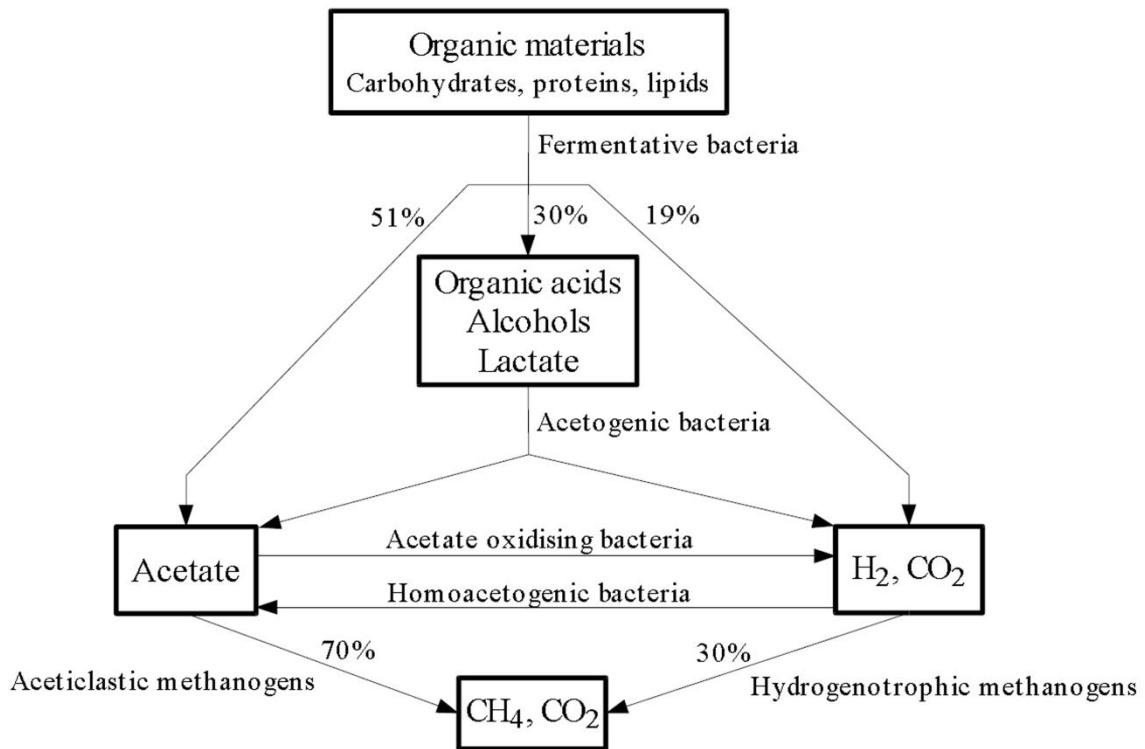 Organic materials
Carbohydrates, proteins, lipids
Fermentative bacteria
51%
30%
19%
Organic acids
Alcohols
Lactate
Acetogenic bacteria
Acetate oxidising bacteria
Acetate
H₂, CO₂
Homoacetogenic bacteria
70%
30%
Aceticlastic methanogens
Hydrogenotrophic methanogens
CH₄, CO₂